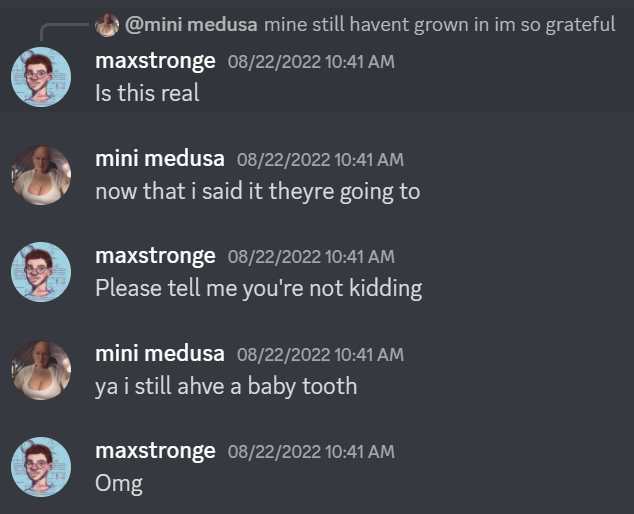 @mini medusa mine still havent grown in im so grateful
maxstronge 08/22/2022 10:41 AM
Is this real
mini medusa 08/22/2022 10:41 AM
now that i said it theyre going to
maxstronge 08/22/2022 10:41 AM
Please tell me you're not kidding
mini medusa 08/22/2022 10:41 AM
ya i still ahve a baby tooth
maxstronge 08/22/2022 10:41 AM
Omg